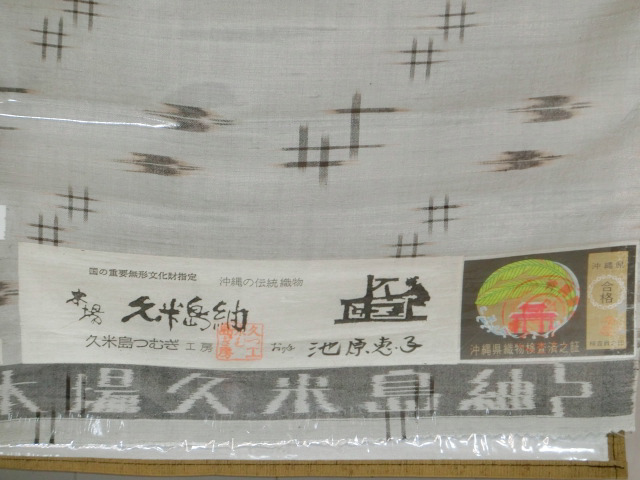 国の重要無形文化財指定
沖縄の伝統織物
本場 久米島紬
久米島つむぎ工房 おりて 池原恵子
沖縄県織物検査済之証
沖縄県
合格
本場久米島紬